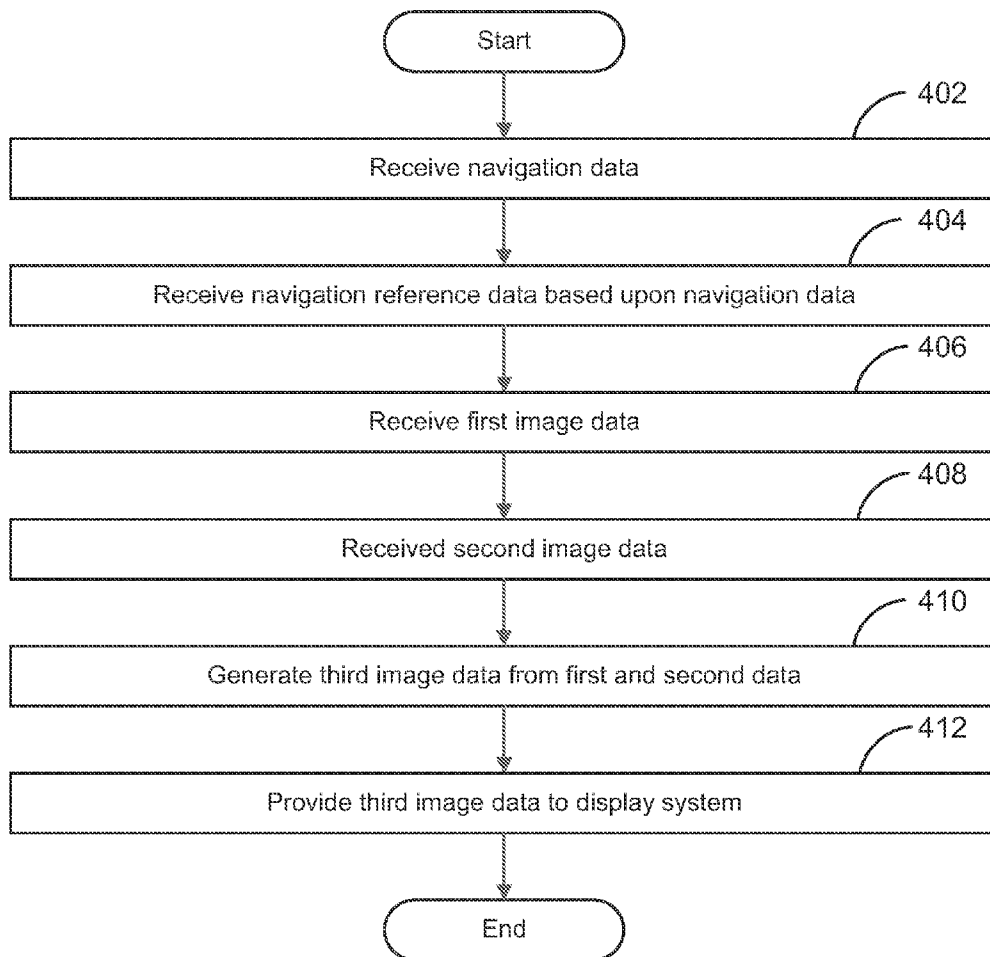 Start
402
Receive navigation data
404
Receive navigation reference data based upon navigation data
406
Receive first image data
408
Received second image data
410
Generate third image data from first and second data
412
Provide third image data to display system
End